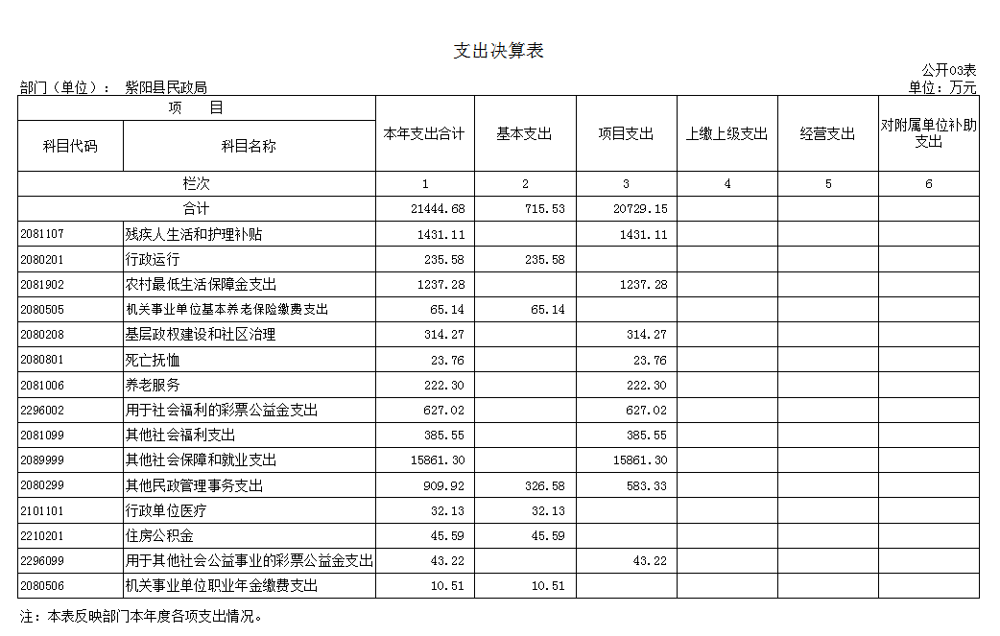 支出决算表
公开03表
部门（单位）： 紫阳县民政局 单位：万元
项 目 本年支出合计 基本支出 项目支出 上缴上级支出 经营支出 对附属单位补助支出
科目代码 科目名称
栏次 1 2 3 4 5 6
合计 21444.68 715.53 20729.15
2081107 残疾人生活和护理补贴 1431.11 1431.11
2080201 行政运行 235.58 235.58
2081902 农村最低生活保障金支出 1237.28 1237.28
2080505 机关事业单位基本养老保险缴费支出 65.14 65.14
2080208 基层政权建设和社区治理 314.27 314.27
2080801 死亡抚恤 23.76 23.76
2081006 养老服务 222.30 222.30
2296002 用于社会福利的彩票公益金支出 627.02 627.02
2081099 其他社会福利支出 385.55 385.55
2089999 其他社会保障和就业支出 15861.30 15861.30
2080299 其他民政管理事务支出 909.92 326.58 583.33
2101101 行政单位医疗 32.13 32.13
2210201 住房公积金 45.59 45.59
2296099 用于其他社会公益事业的彩票公益金支出 43.22 43.22
2080506 机关事业单位职业年金缴费支出 10.51 10.51
注：本表反映部门本年度各项支出情况。